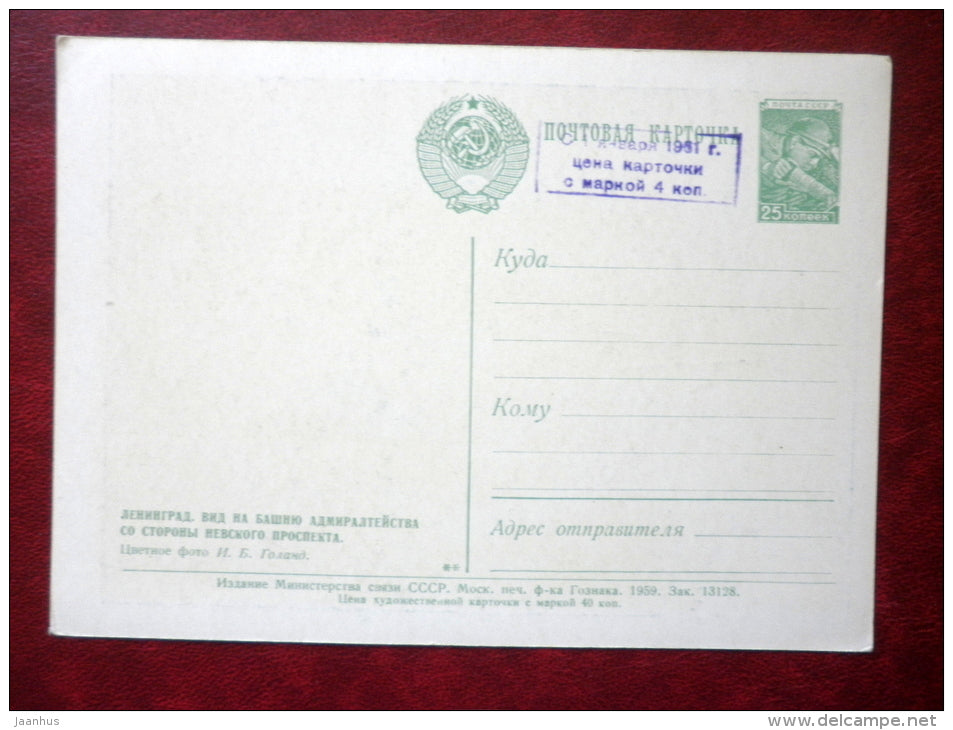 ПОЧТОВАЯ КАРТОЧКА
января 1961 г.
цена карточки
с маркой 4 коп.
ПОЧТА СССР
25 КОПЕЕК
Куда
Кому
Адрес отправителя
ЛЕНИНГРАД. ВИД НА БАШНЮ АДМИРАЛТЕЙСТВА
СО СТОРОНЫ НЕВСКОГО ПРОСПЕКТА.
Цветное фото И. Б. Голанд.
**
Издание Министерства связи СССР. Моск. печ. ф-ка Гознака. 1959. Зак. 13128.
Цена художественной карточки с маркой 40 коп.
jaanhus
delcampe.net